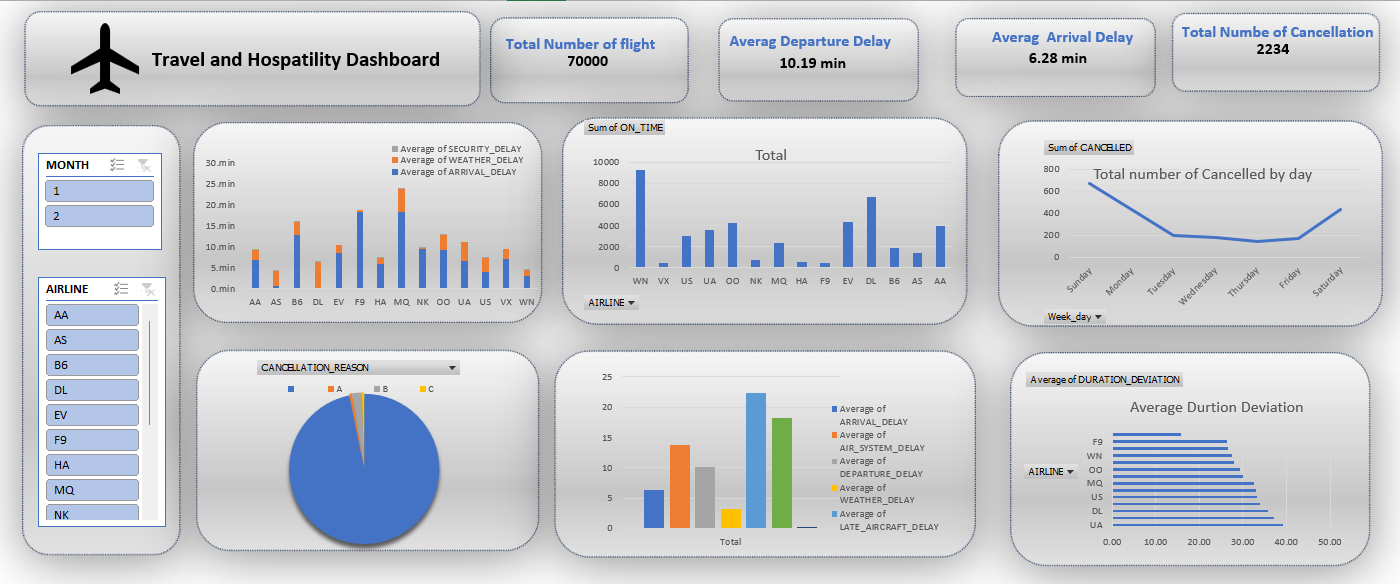 Travel and Hospatility Dashboard
Total Number of flight
70000
Averag Departure Delay
10.19 min
Averag Arrival Delay
6.28 min
Total Numbe of Cancellation
2234
MONTH
1
2
AIRLINE
AA
AS
B6
DL
EV
F9
HA
MQ
NK
Average of SECURITY_DELAY
Average of WEATHER_DELAY
Average of ARRIVAL_DELAY
30.min
25.min
20.min
15.min
10.min
5.min
0.min
AA AS B6 DL EV F9 HA MQ NK OO UA US VX WN
Sum of ON_TIME
Total
10000
8000
6000
4000
2000
0
WN VX US UA OO NK MQ HA F9 EV DL B6 AS AA
AIRLINE
Sum of CANCELLED
Total number of Cancelled by day
800
600
400
200
0
Sunday Monday Tuesday Wednesday Thursday Friday Saturday
Week_day
CANCELLATION_REASON
A B C
25
20
15
10
5
0
Total
Average of
ARRIVAL_DELAY
Average of
AIR_SYSTEM_DELAY
Average of
DEPARTURE_DELAY
Average of
WEATHER_DELAY
Average of
LATE_AIRCRAFT_DELAY
Average of DURATION_DEVIATION
Average Durtion Deviation
AIRLINE
F9
WN
OO
MQ
US
DL
UA
0.00 10.00 20.00 30.00 40.00 50.00